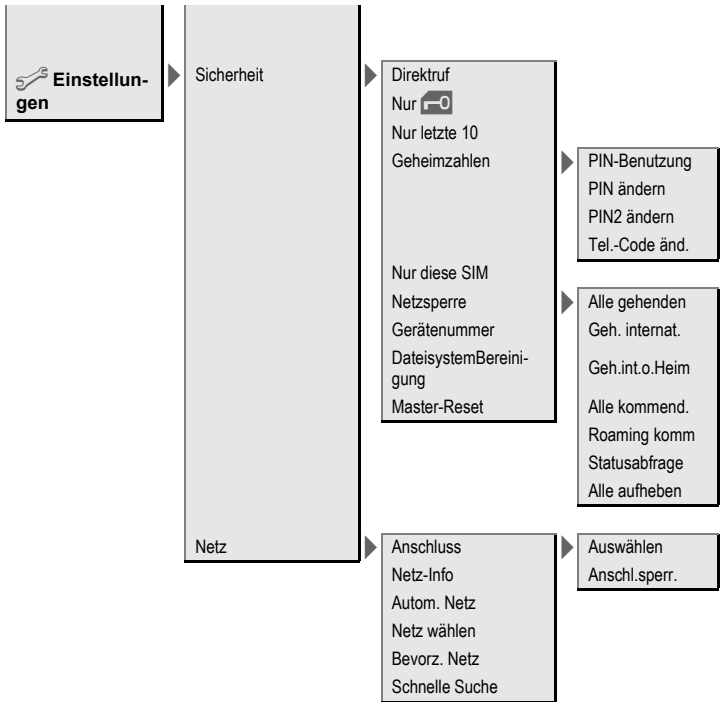 Einstellun-
gen
Sicherheit
Direktruf
Nur
Nur letzte 10
Geheimzahlen
PIN-Benutzung
PIN ändern
PIN2 ändern
Tel.-Code änd.
Nur diese SIM
Netzsperre
Alle gehenden
Geh. internat.
Geh.int.o.Heim
Alle kommend.
Roaming komm
Statusabfrage
Alle aufheben
Gerätenummer
DateisystemBereini-
gung
Master-Reset
Netz
Anschluss
Auswählen
Anschl.sperr.
Netz-Info
Autom. Netz
Netz wählen
Bevorz. Netz
Schnelle Suche